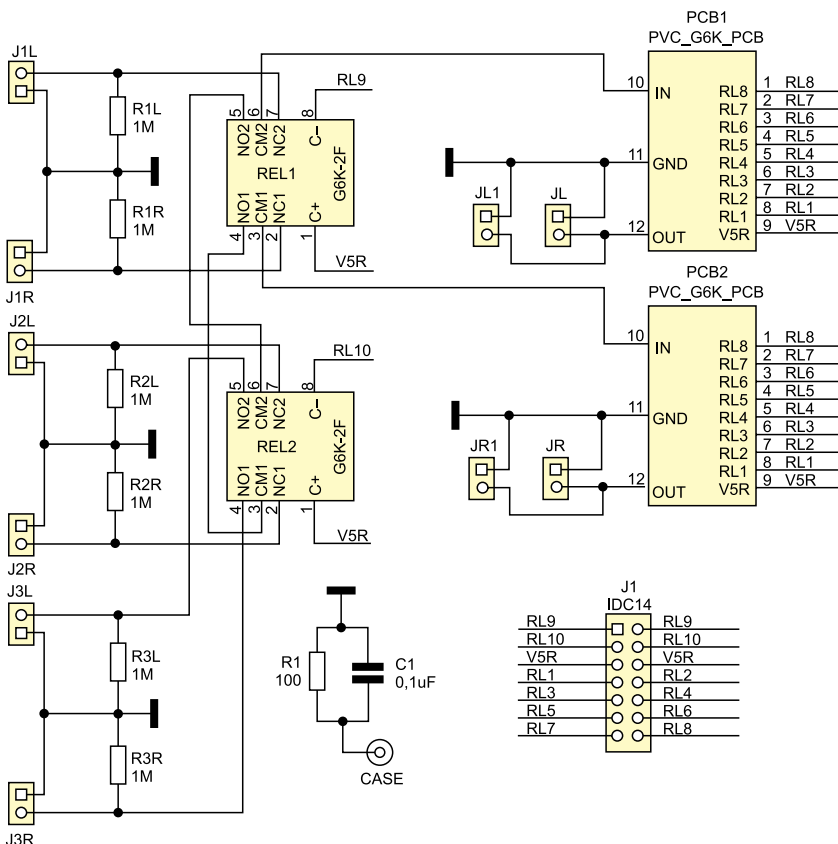 J1L
R1L
1M
R1R
1M
J1R
5
6
7
8
RL9
NO2
CM2
NC2
C-
REL1
G6K-2F
NO1
CM1
NC1
C+
4
3
2
1
V5R
J2L
R2L
1M
R2R
1M
J2R
5
6
7
8
RL10
NO2
CM2
NC2
C-
REL2
G6K-2F
NO1
CM1
NC1
C+
4
3
2
1
V5R
J3L
R3L
1M
R3R
1M
J3R
R1
100
C1
0,1uF
CASE
PCB1
PVC_G6K_PCB
10
IN
11
GND
12
OUT
RL8 1 RL8
RL7 2 RL7
RL6 3 RL6
RL5 4 RL5
RL4 5 RL4
RL3 6 RL3
RL2 7 RL2
RL1 8 RL1
V5R 9 V5R
JL1
JL
PCB2
PVC_G6K_PCB
10
IN
11
GND
12
OUT
RL8 1 RL8
RL7 2 RL7
RL6 3 RL6
RL5 4 RL5
RL4 5 RL4
RL3 6 RL3
RL2 7 RL2
RL1 8 RL1
V5R 9 V5R
JR1
JR
J1
IDC14
RL9 RL9
RL10 RL10
V5R V5R
RL1 RL2
RL3 RL4
RL5 RL6
RL7 RL8